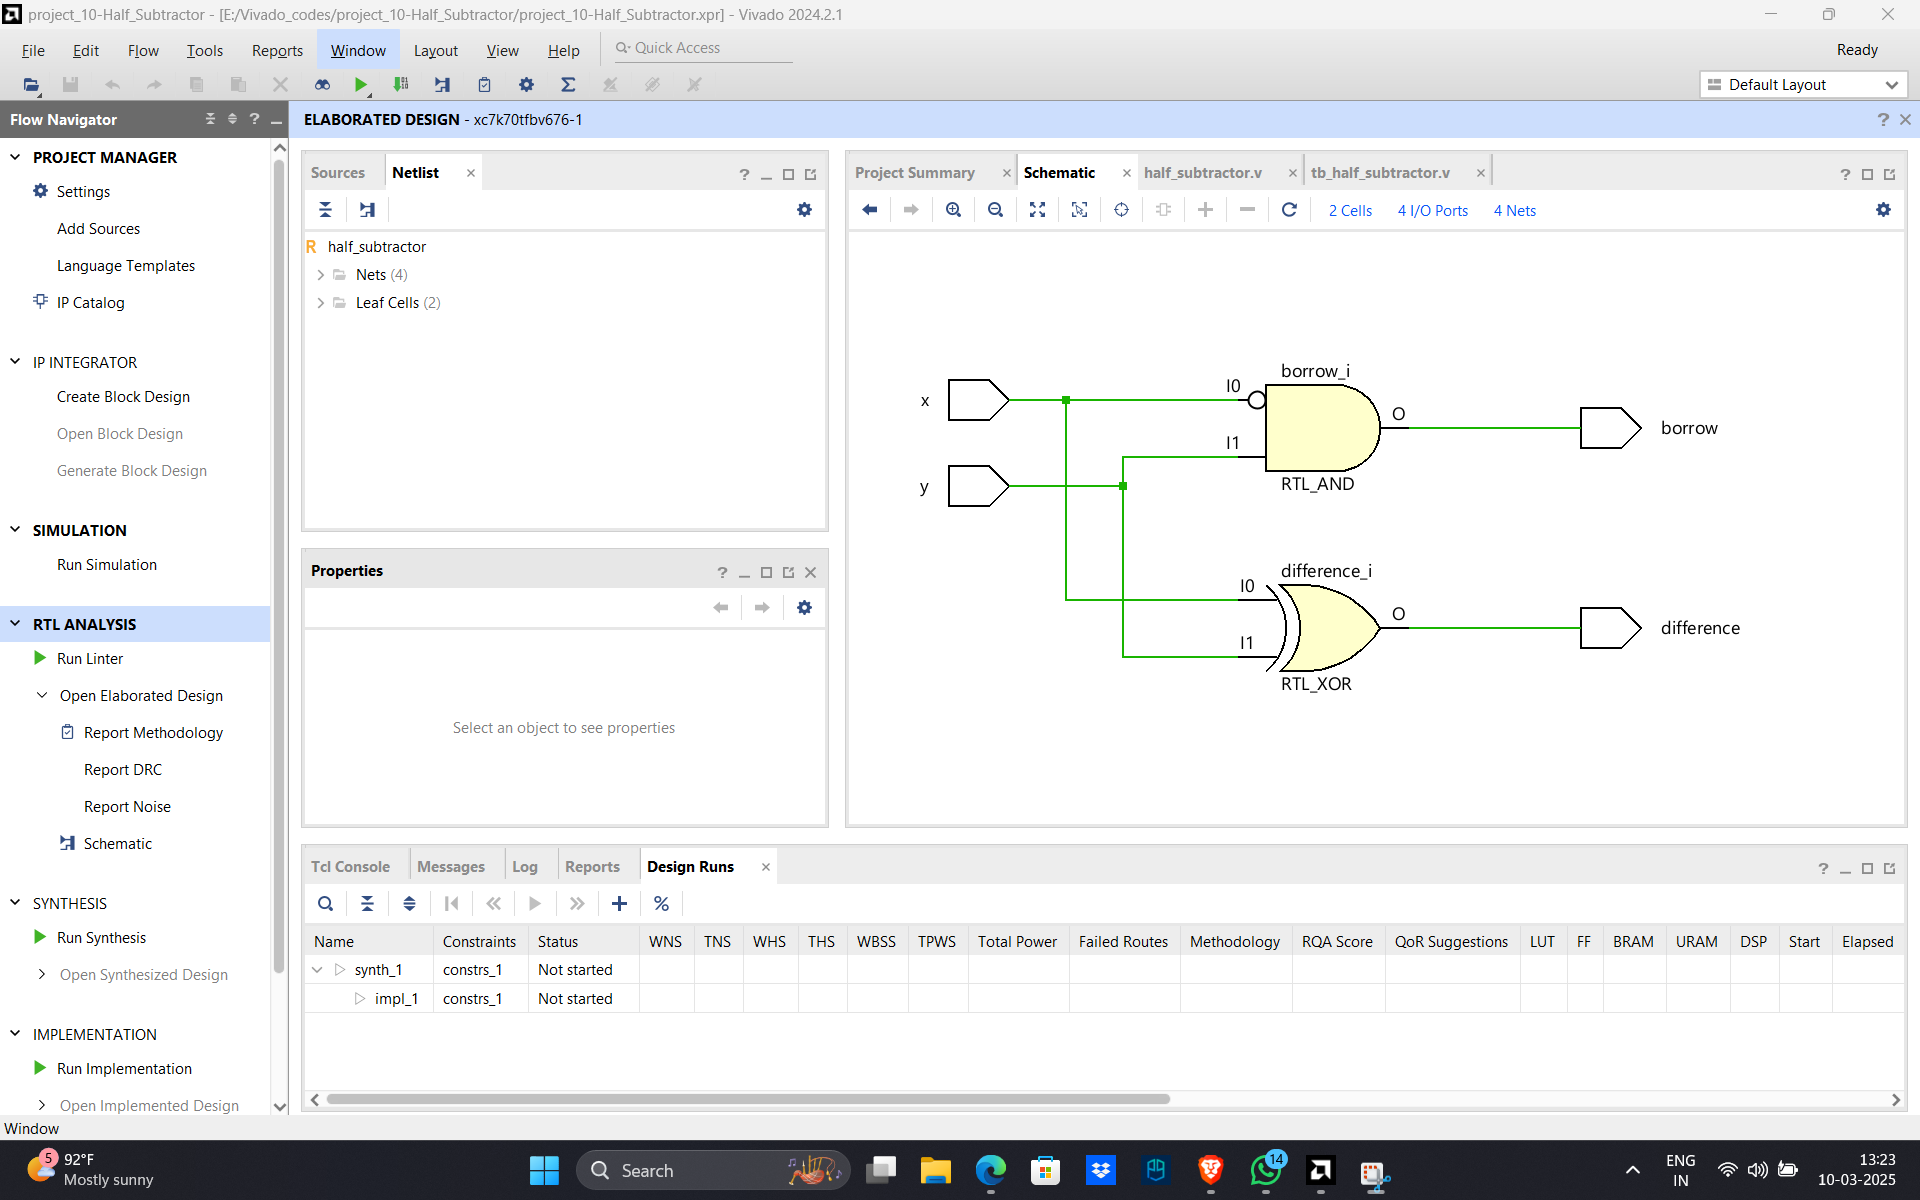 project_10-Half_Subtractor - [E:/Vivado_codes/project_10-Half_Subtractor/project_10-Half_Subtractor.xpr] - Vivado 2024.2.1
File Edit Flow Tools Reports Window Layout View Help Quick Access Ready
Default Layout
Flow Navigator
ELABORATED DESIGN - xc7k70tfbv676-1
PROJECT MANAGER
Settings
Add Sources
Language Templates
IP Catalog
IP INTEGRATOR
Create Block Design
Open Block Design
Generate Block Design
SIMULATION
Run Simulation
RTL ANALYSIS
Run Linter
Open Elaborated Design
Report Methodology
Report DRC
Report Noise
Schematic
SYNTHESIS
Run Synthesis
Open Synthesized Design
IMPLEMENTATION
Run Implementation
Open Implemented Design
Sources Netlist
R half_subtractor
Nets (4)
Leaf Cells (2)
Properties
Select an object to see properties
Project Summary Schematic half_subtractor.v tb_half_subtractor.v
2 Cells 4 I/O Ports 4 Nets
borrow_i
x I0 O
I1 borrow
y RTL_AND
difference_i
I0 O
I1 difference
RTL_XOR
Tcl Console Messages Log Reports Design Runs
Name Constraints Status WNS TNS WHS THS WBSS TPWS Total Power Failed Routes Methodology RQA Score QoR Suggestions LUT FF BRAM URAM DSP Start Elapsed
synth_1 constrs_1 Not started
impl_1 constrs_1 Not started
Window
5 92°F
Mostly sunny
Search
14
ENG
IN
13:23
10-03-2025